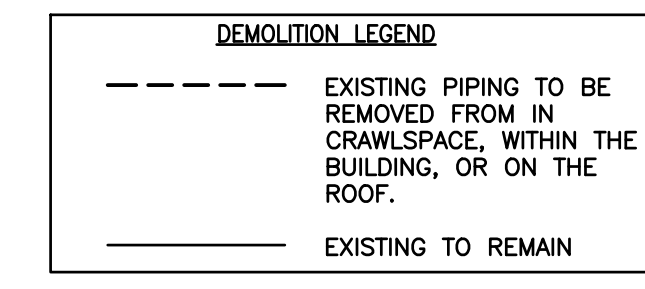 DEMOLITION LEGEND
EXISTING PIPING TO BE
REMOVED FROM IN
CRAWLSPACE, WITHIN THE
BUILDING, OR ON THE
ROOF.
EXISTING TO REMAIN